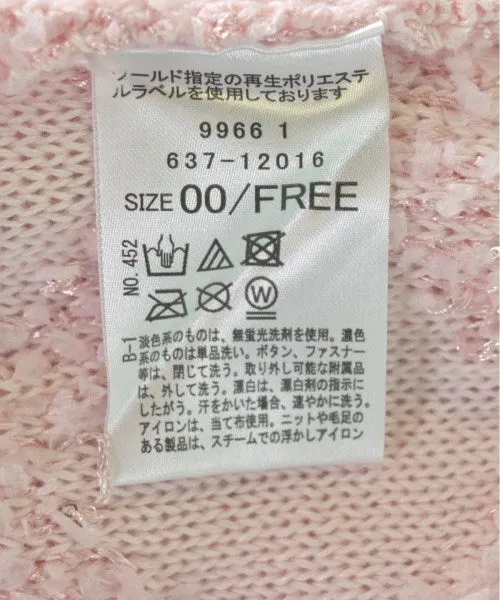 ワールド指定の再生ポリエステ
ルラベルを使用しております
9966 1
637-12016
SIZE 00/FREE
NO. 452
W
B-1
淡色系のものは、無蛍光洗剤を使用。濃色
系のものは単品洗い。ボタン、ファスナー
等は、閉じて洗う。取り外し可能な附属品
は、外して洗う。漂白は、漂白剤の指示に
したがう。汗をかいた場合、速やかに洗う。
アイロンは、当て布使用。ニットや毛足の
ある製品は、スチームでの浮かしアイロン